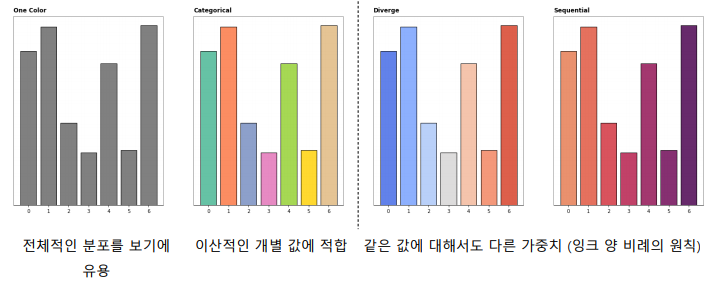 One Color
Categorical
Diverge
Sequential
0 1 2 3 4 5 6
0 1 2 3 4 5 6
0 1 2 3 4 5 6
0 1 2 3 4 5 6
전체적인 분포를 보기에
유용
이산적인 개별 값에 적합
같은 값에 대해서도 다른 가중치 (잉크 양 비례의 원칙)